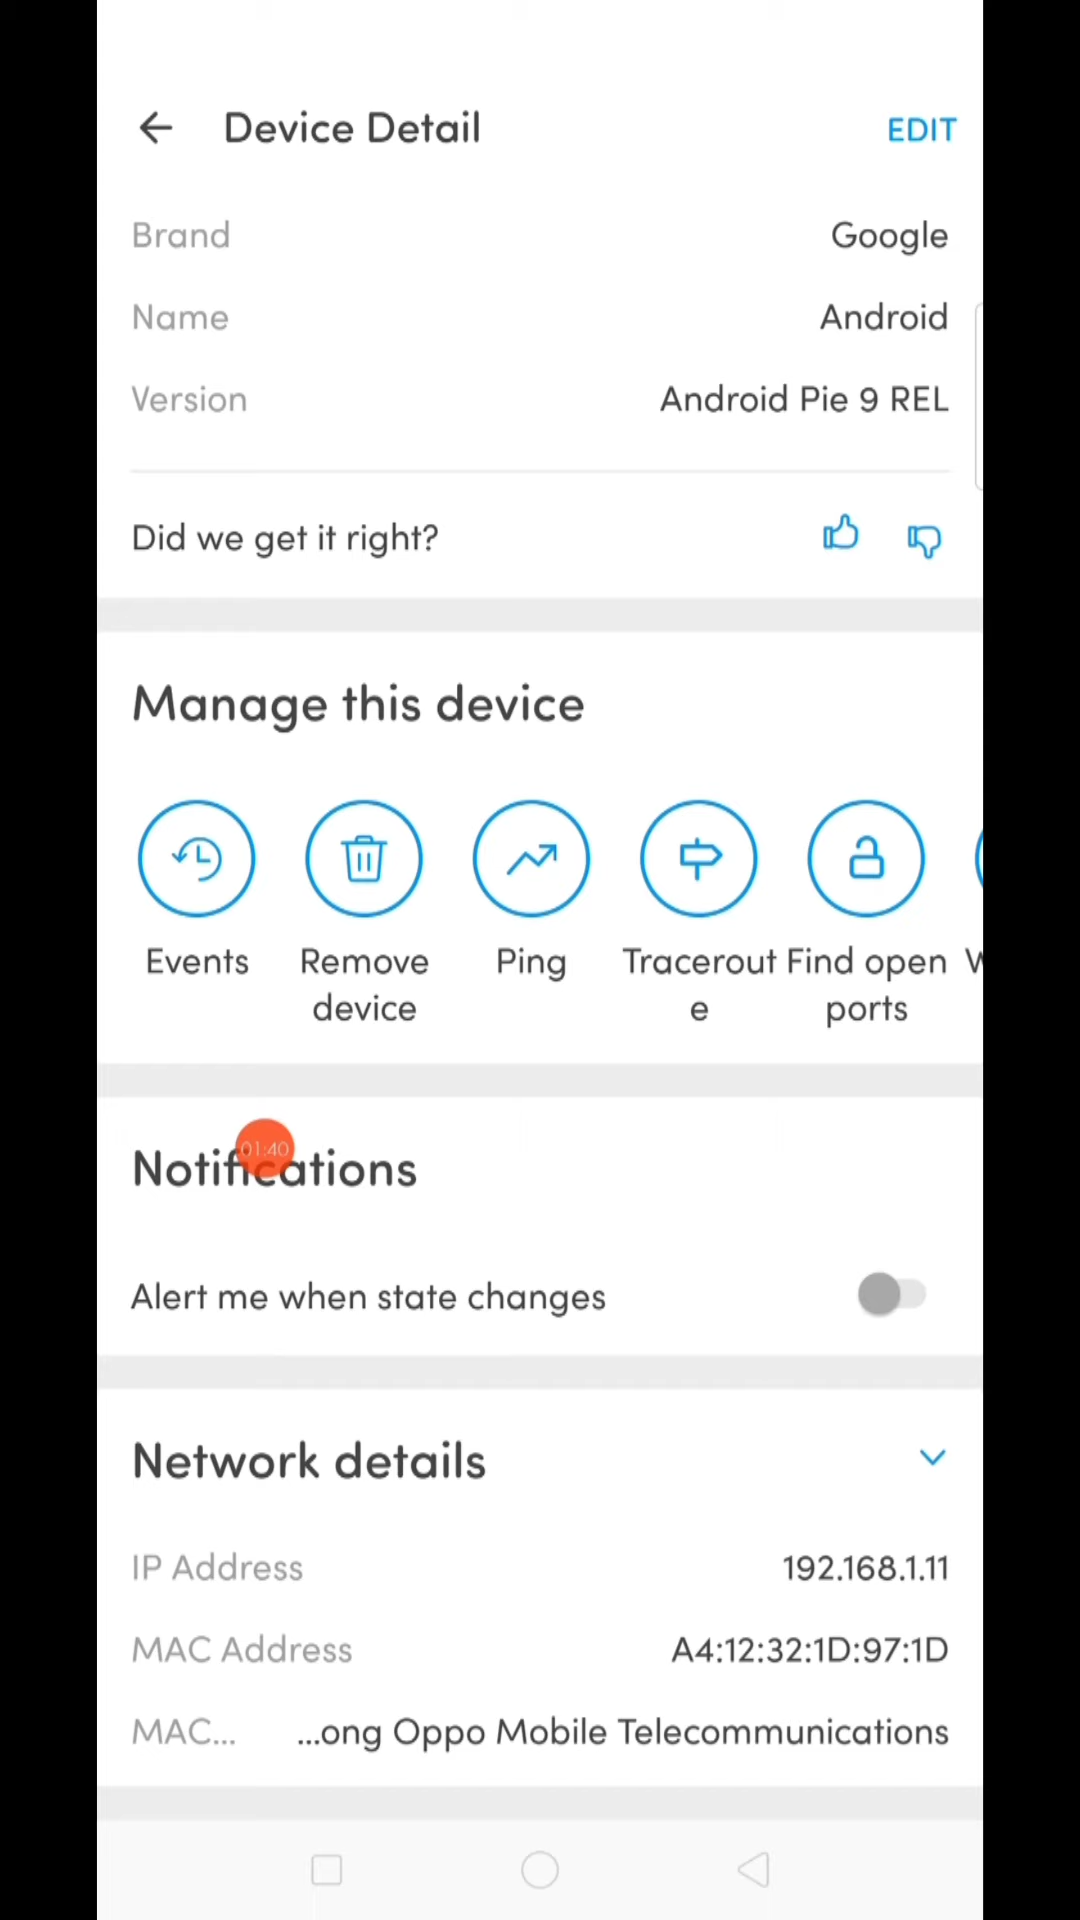 Device Detail
EDIT
Brand
Google
Name
Android
Version
Android Pie 9 REL
Did we get it right?
Manage this device
Events
Remove
device
Ping
Tracerout
e
Find open
ports
W
01:40
Notifications
Alert me when state changes
Network details
IP Address
192.168.1.11
MAC Address
A4:12:32:1D:97:1D
MAC...
...ong Oppo Mobile Telecommunications